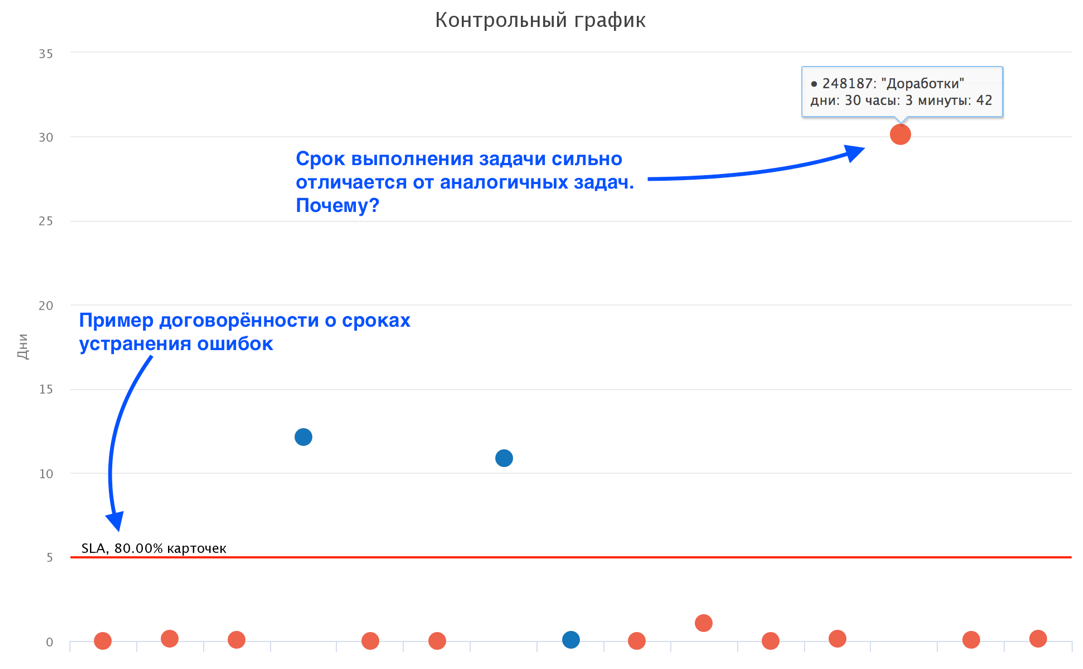 Контрольный график
35
● 248187: "Доработки"
дни: 30 часы: 3 минуты: 42
30
Срок выполнения задачи сильно
отличается от аналогичных задач.
Почему?
25
20
Пример договорённости о сроках
устранения ошибок
Дни
15
10
SLA, 80.00% карточек
5
0